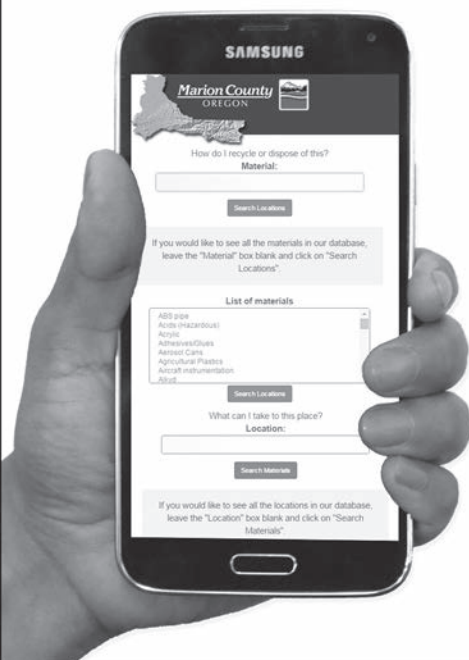 SAMSUNG
Marion County
OREGON
How do I recycle or dispose of this?
Material:
Search Locations
If you would like to see all the materials in our database,
leave the "Material" box blank and click on "Search
Locations".
List of materials
ABS pipe
Acids (Hazardous)
Acrylic
Adhesives/Glues
Aerosol Cans
Agricultural Plastics
Aircraft instrumentation
Alkyd
Search Locations
What can I take to this place?
Location:
Search Materials
If you would like to see all the locations in our database,
leave the "Location" box blank and click on "Search
Materials".